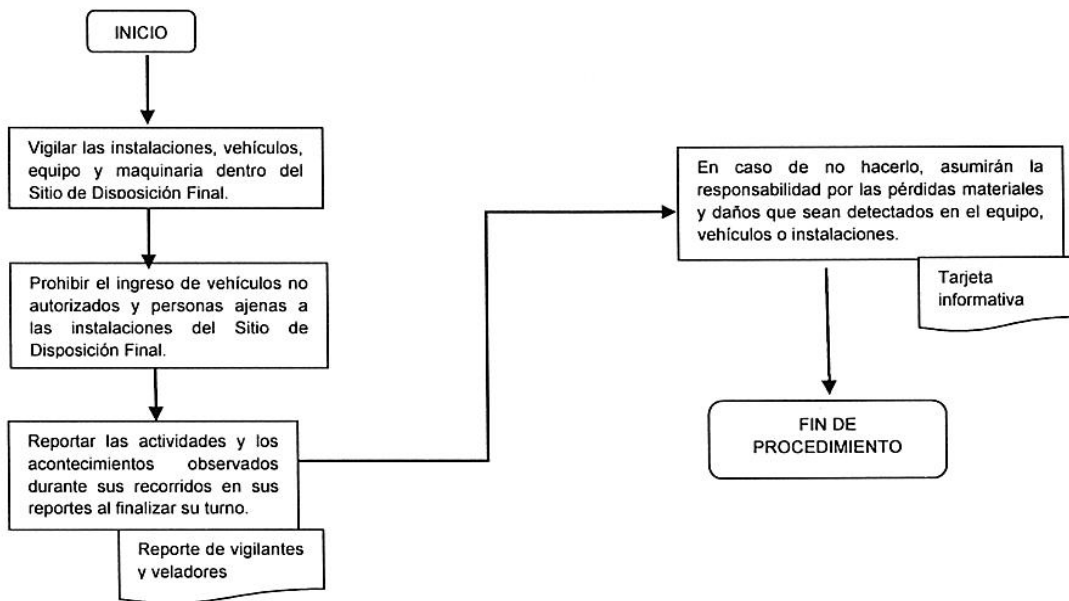 INICIO
Vigilar las instalaciones, vehículos,
equipo y maquinaria dentro del
Sitio de Disposición Final.
Prohibir el ingreso de vehículos no
autorizados y personas ajenas a
las instalaciones del Sitio de
Disposición Final.
Reportar las actividades y los
acontecimientos observados
durante sus recorridos en sus
reportes al finalizar su turno.
Reporte de vigilantes
y veladores
En caso de no hacerlo, asumirán la
responsabilidad por las pérdidas materiales
y daños que sean detectados en el equipo,
vehículos o instalaciones.
Tarjeta
informativa
FIN DE
PROCEDIMIENTO